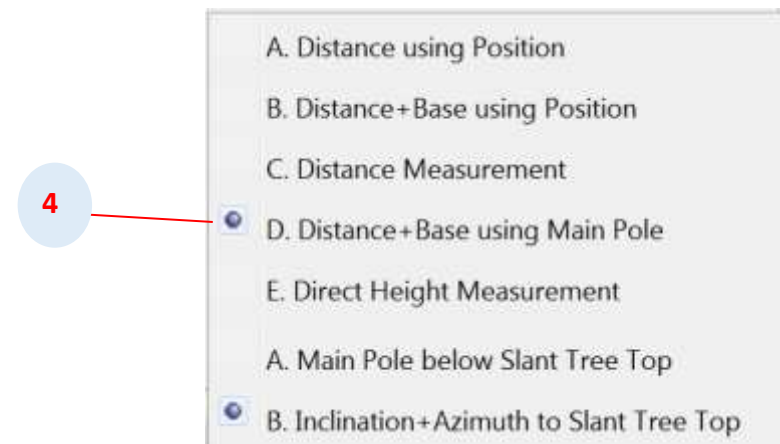 A. Distance using Position
B. Distance+Base using Position
C. Distance Measurement
4
D. Distance+Base using Main Pole
E. Direct Height Measurement
A. Main Pole below Slant Tree Top
B. Inclination+Azimuth to Slant Tree Top